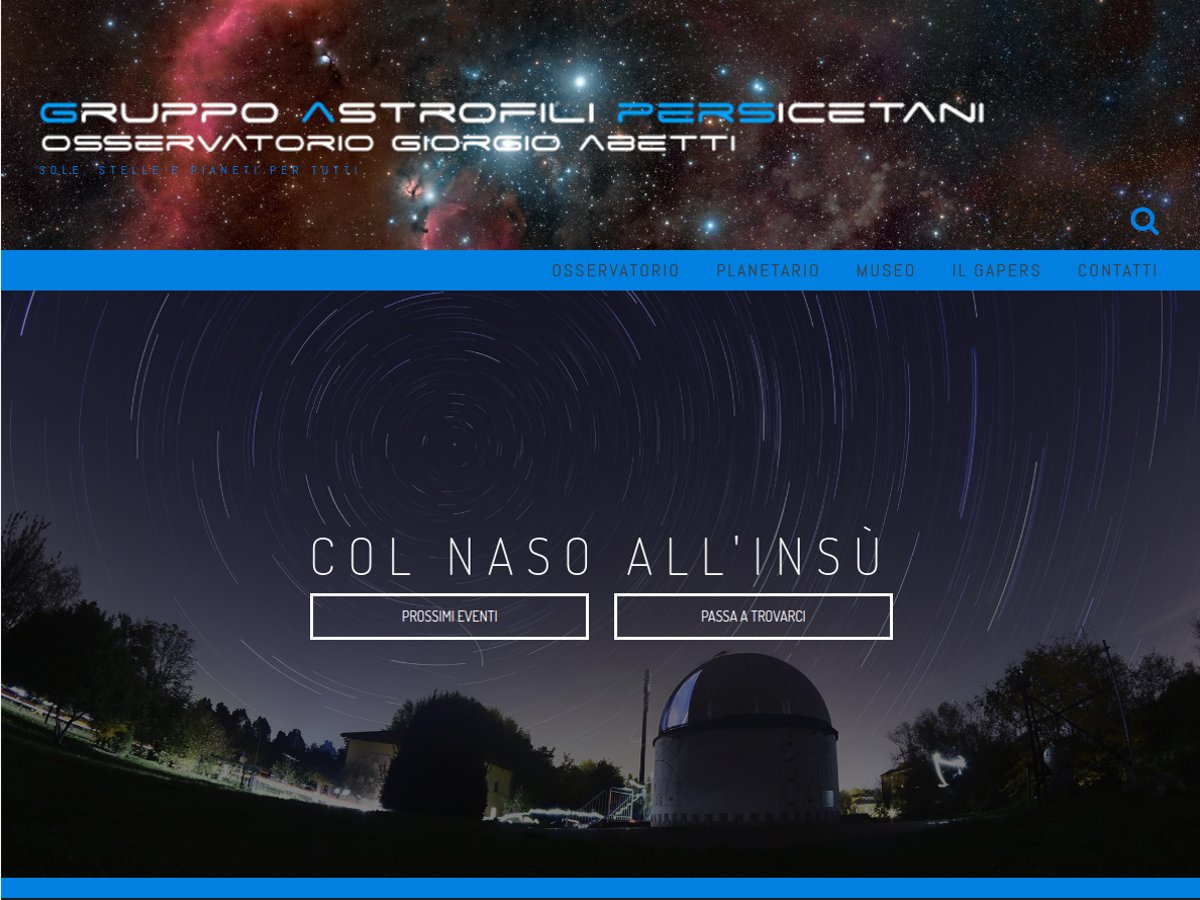 GRUPPO ASTROFILI PERSICETANI
OSSERVATORIO GIORGIO ABETTI
SOLE, STELLE E PIANETI PER TUTTI.
OSSERVATORIO PLANETARIO MUSEO IL GAPERS CONTATTI
COL NASO ALL'INSÙ
PROSSIMI EVENTI PASSA A TROVARCI